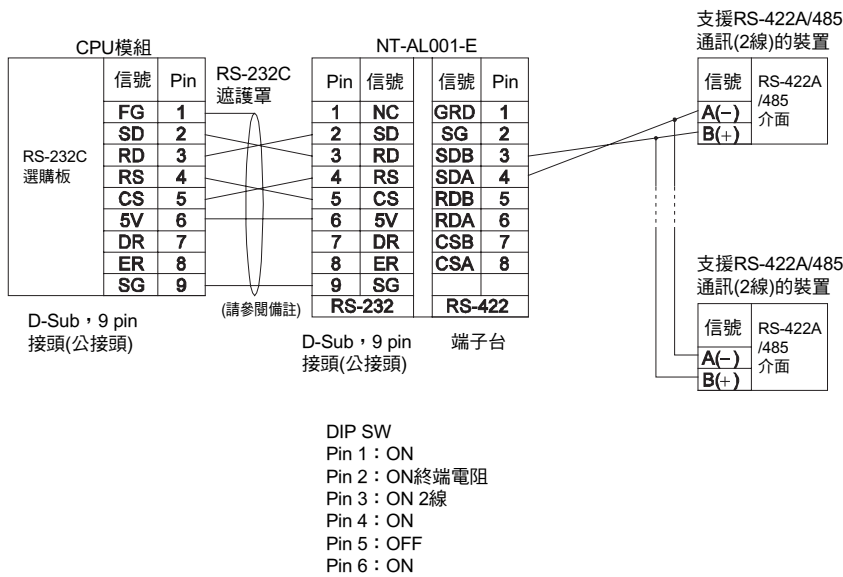 CPU模組
RS-232C
選購板
信號 Pin
FG 1
SD 2
RD 3
RS 4
CS 5
5V 6
DR 7
ER 8
SG 9
D-Sub，9 pin
接頭(公接頭)
RS-232C
遮護罩
(請參閱備註)
NT-AL001-E
Pin 信號 信號 Pin
1 NC GRD 1
2 SD SG 2
3 RD SDB 3
4 RS SDA 4
5 CS RDB 5
6 5V RDA 6
7 DR CSB 7
8 ER CSA 8
9 SG
RS-232 RS-422
D-Sub，9 pin
接頭(公接頭)
端子台
支援RS-422A/485
通訊(2線)的裝置
信號
A(−)
B(+)
RS-422A
/485
介面
支援RS-422A/485
通訊(2線)的裝置
信號
A(−)
B(+)
RS-422A
/485
介面
DIP SW
Pin 1：ON
Pin 2：ON終端電阻
Pin 3：ON 2線
Pin 4：ON
Pin 5：OFF
Pin 6：ON